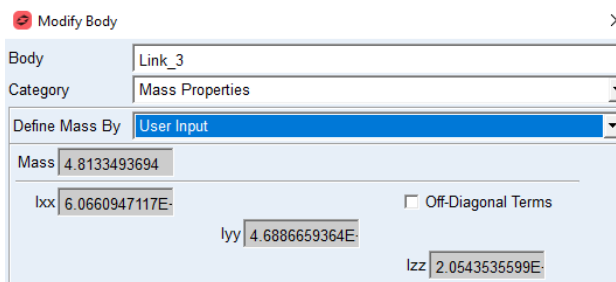 Modify Body
Body Link_3
Category Mass Properties
Define Mass By User Input
Mass 4.8133493694
Ixx 6.0660947117E- Off-Diagonal Terms
Iyy 4.6886659364E-
Izz 2.0543535599E-